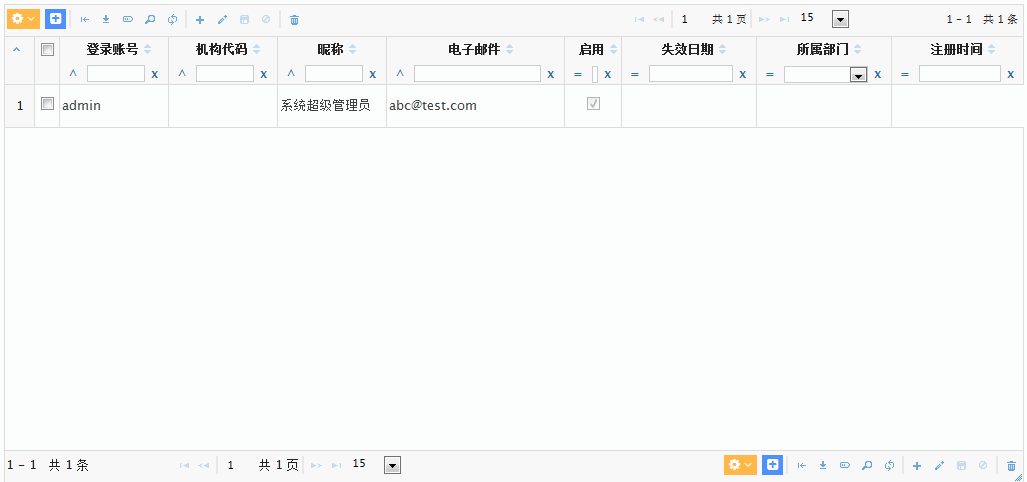 1 共 1 页 15 1 - 1 共 1 条
登录账号 机构代码 昵称 电子邮件 启用 失效日期 所属部门 注册时间
^ x ^ x ^ x ^ x = = x = x = x
1 admin 系统超级管理员 abc@test.com
1 - 1 共 1 条 1 共 1 页 15